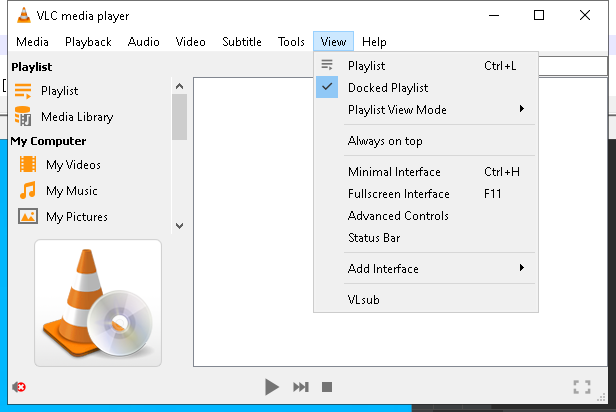 VLC media player
Media Playback Audio Video Subtitle Tools View Help
Playlist
Playlist
Media Library
My Computer
My Videos
My Music
My Pictures
Playlist Ctrl+L
Docked Playlist
Playlist View Mode
Always on top
Minimal Interface Ctrl+H
Fullscreen Interface F11
Advanced Controls
Status Bar
Add Interface
VLsub